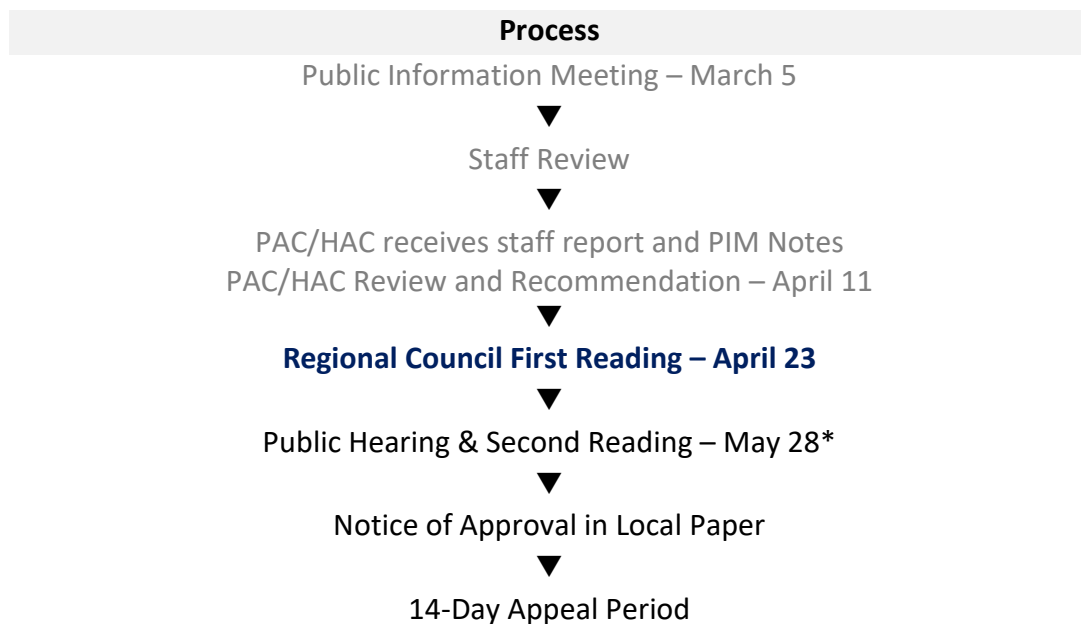 Process
Public Information Meeting – March 5
Staff Review
PAC/HAC receives staff report and PIM Notes
PAC/HAC Review and Recommendation – April 11
Regional Council First Reading – April 23
Public Hearing & Second Reading – May 28*
Notice of Approval in Local Paper
14-Day Appeal Period